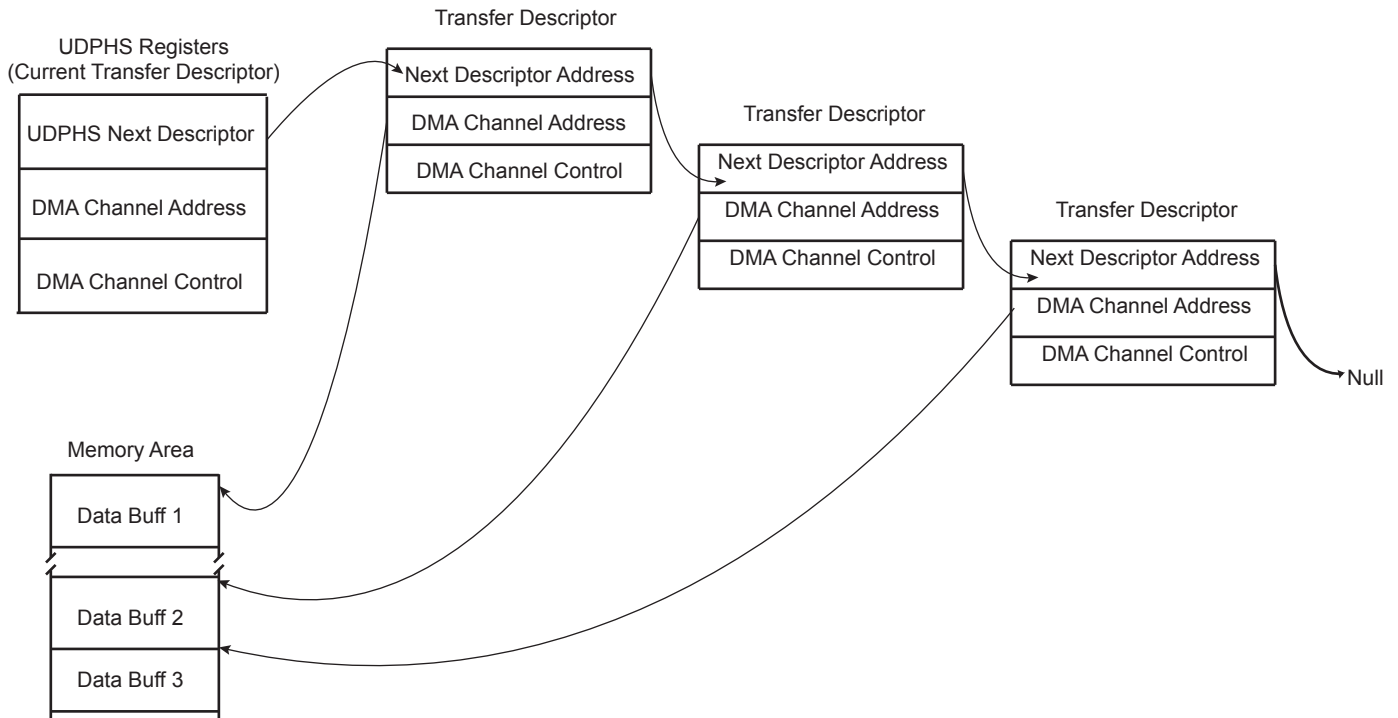 UDPHS Registers
(Current Transfer Descriptor)
UDPHS Next Descriptor
DMA Channel Address
DMA Channel Control
Transfer Descriptor
Next Descriptor Address
DMA Channel Address
DMA Channel Control
Transfer Descriptor
Next Descriptor Address
DMA Channel Address
DMA Channel Control
Transfer Descriptor
Next Descriptor Address
DMA Channel Address
DMA Channel Control
Null
Memory Area
Data Buff 1
Data Buff 2
Data Buff 3